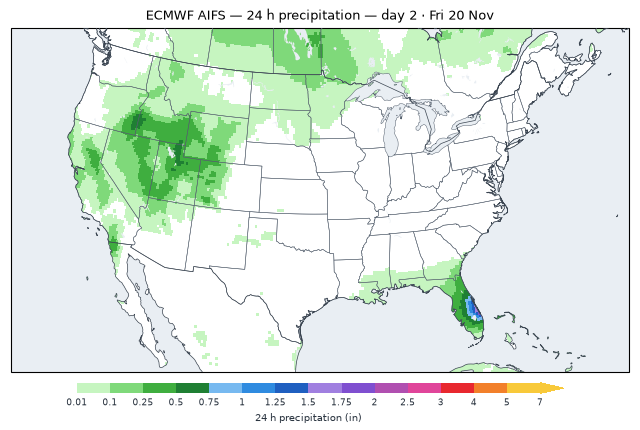 ECMWF AIFS — 24 h precipitation — day 2 · Fri 20 Nov
0.01 0.1 0.25 0.5 0.75 1 1.25 1.5 1.75 2 2.5 3 4 5 7
24 h precipitation (in)